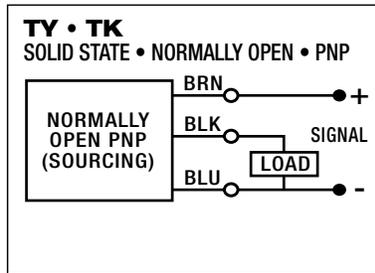 TY • TK
SOLID STATE • NORMALLY OPEN • PNP
BRN
+
NORMALLY
OPEN PNP
(SOURCING)
BLK
SIGNAL
LOAD
BLU
-